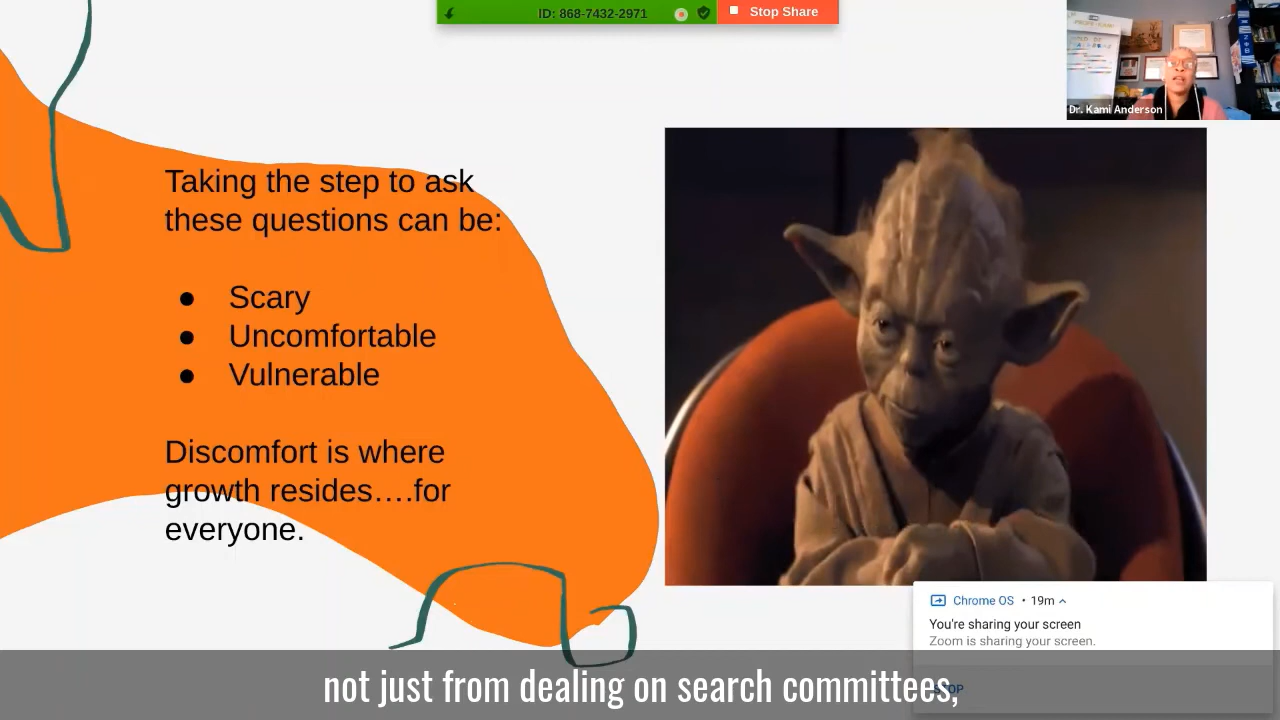 ID: 868-7432-2971
Stop Share
Dr. Kami Anderson
Taking the step to ask
these questions can be:
● Scary
● Uncomfortable
● Vulnerable
Discomfort is where
growth resides....for
everyone.
Chrome OS • 19m
You're sharing your screen
Zoom is sharing your screen.
STOP
not just from dealing on search committees,